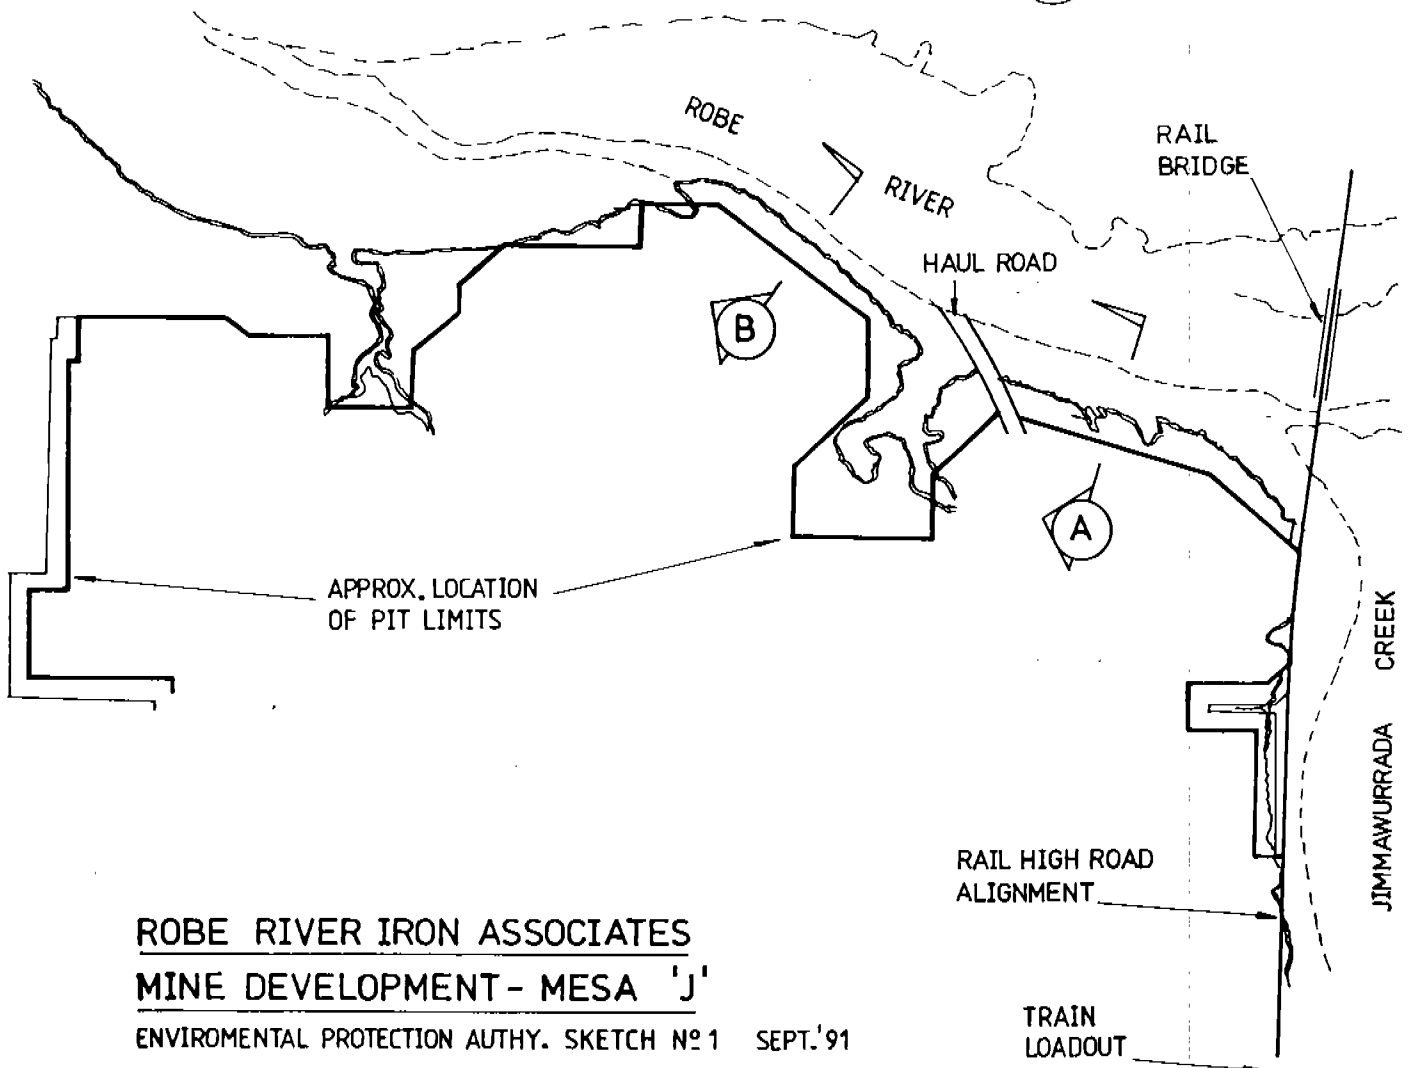 ROBE
RIVER
RAIL
BRIDGE
HAUL ROAD
B
A
APPROX. LOCATION
OF PIT LIMITS
JIMMAWURRADA CREEK
RAIL HIGH ROAD
ALIGNMENT
ROBE RIVER IRON ASSOCIATES
MINE DEVELOPMENT - MESA 'J'
ENVIROMENTAL PROTECTION AUTHY. SKETCH Nº 1 SEPT.'91
TRAIN
LOADOUT